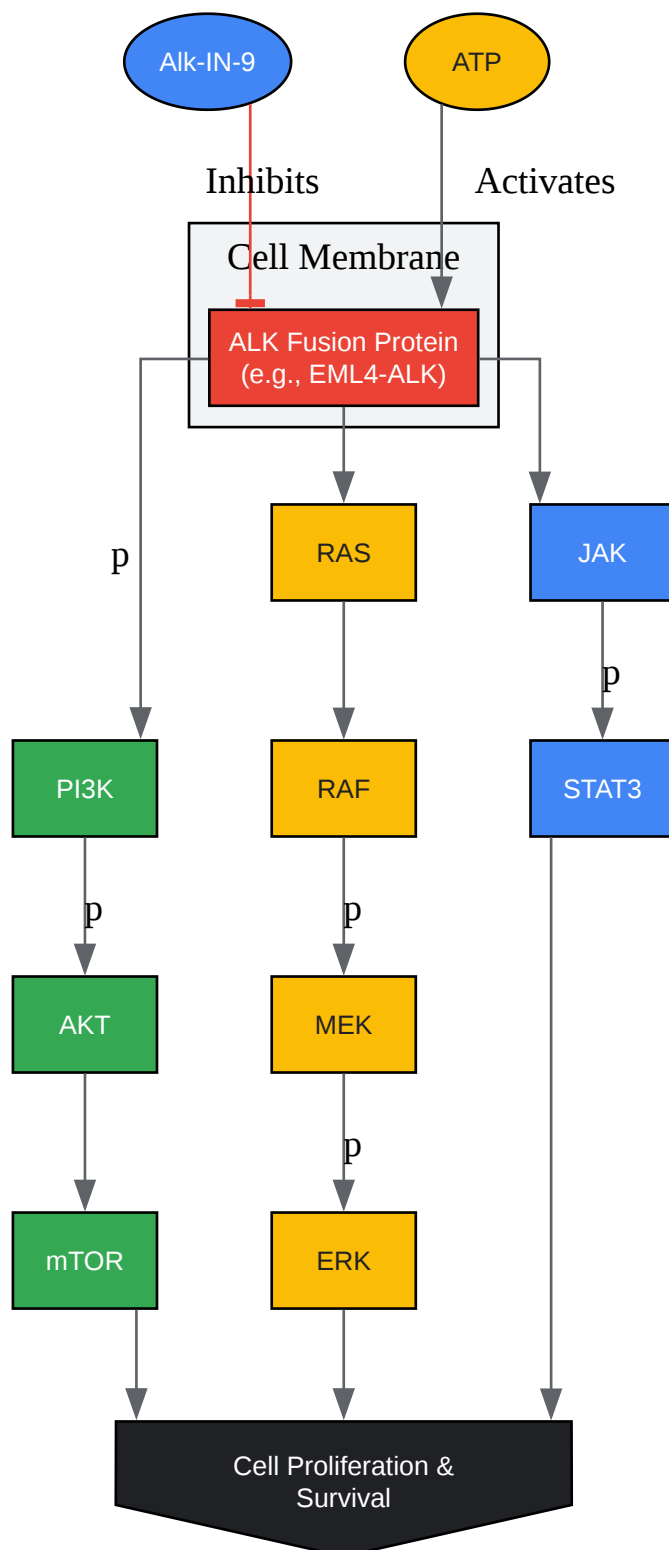 Alk-IN-9
ATP
Inhibits
Activates
Cell Membrane
ALK Fusion Protein
(e.g., EML4-ALK)
p
RAS
JAK
p
PI3K
RAF
STAT3
p
p
AKT
MEK
p
mTOR
ERK
Cell Proliferation &
Survival